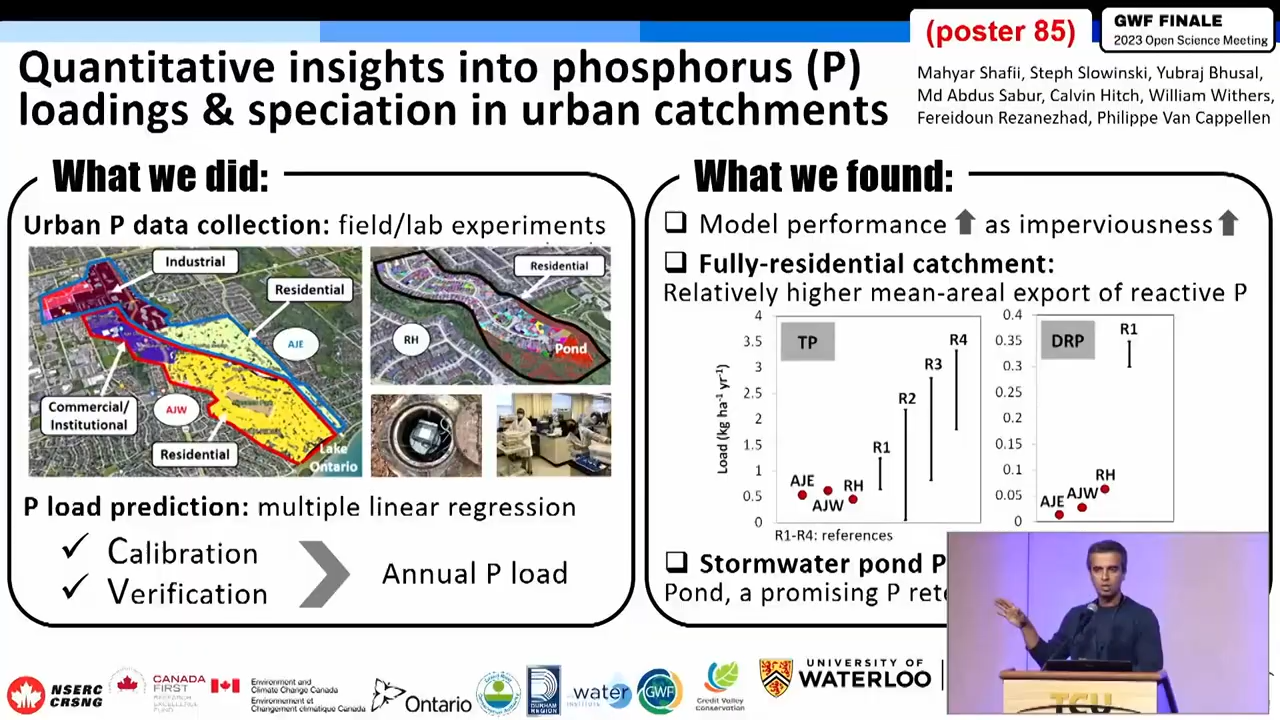 (poster 85)
GWF FINALE
2023 Open Science Meeting
Quantitative insights into phosphorus (P)
loadings & speciation in urban catchments
Mahyar Shafii, Steph Slowinski, Yubraj Bhusal,
Md Abdus Sabur, Calvin Hitch, William Withers,
Fereidoun Rezanezhad, Philippe Van Cappellen
What we did:
Urban P data collection: field/lab experiments
Industrial
Residential
AJE
Commercial/
Institutional
AJW
Residential
Lake
Ontario
Residential
RH
Pond
P load prediction: multiple linear regression
✓ Calibration
✓ Verification
Annual P load
What we found:
❑ Model performance ⬆ as imperviousness ⬆
❑ Fully-residential catchment:
Relatively higher mean-areal export of reactive P
Load (kg ha⁻¹ yr⁻¹)
4
3.5
3
2.5
2
1.5
1
0.5
0
TP
AJE
AJW
RH
R1
R2
R3
R4
R1-R4: references
0.4
0.35
0.3
0.25
0.2
0.15
0.1
0.05
0
DRP
AJE
AJW
RH
R1
❑ Stormwater pond P
Pond, a promising P rete
NSERC
CRSNG
CANADA
FIRST
RESEARCH
EXCELLENCE
FUND
Environment and
Climate Change Canada
Environnement et
Changement climatique Canada
Ontario
DURHAM
REGION
water
institute
GWF
Credit Valley
Conservation
UNIVERSITY OF
WATERLOO
TCU